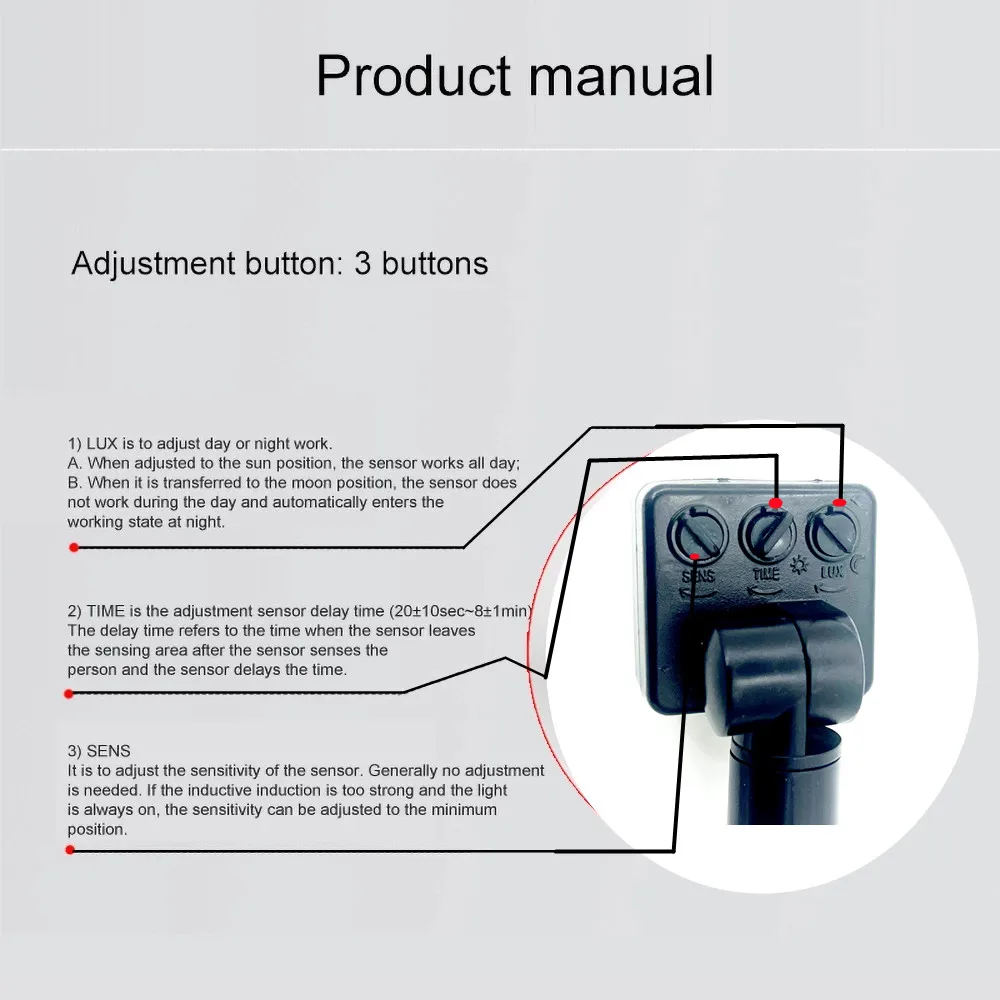 Product manual
Adjustment button: 3 buttons
1) LUX is to adjust day or night work.
A. When adjusted to the sun position, the sensor works all day;
B. When it is transferred to the moon position, the sensor does
not work during the day and automatically enters the
working state at night.
2) TIME is the adjustment sensor delay time (20±10sec~8±1min)
The delay time refers to the time when the sensor leaves
the sensing area after the sensor senses the
person and the sensor delays the time.
3) SENS
It is to adjust the sensitivity of the sensor. Generally no adjustment
is needed. If the inductive induction is too strong and the light
is always on, the sensitivity can be adjusted to the minimum
position.
SENS TIME LUX